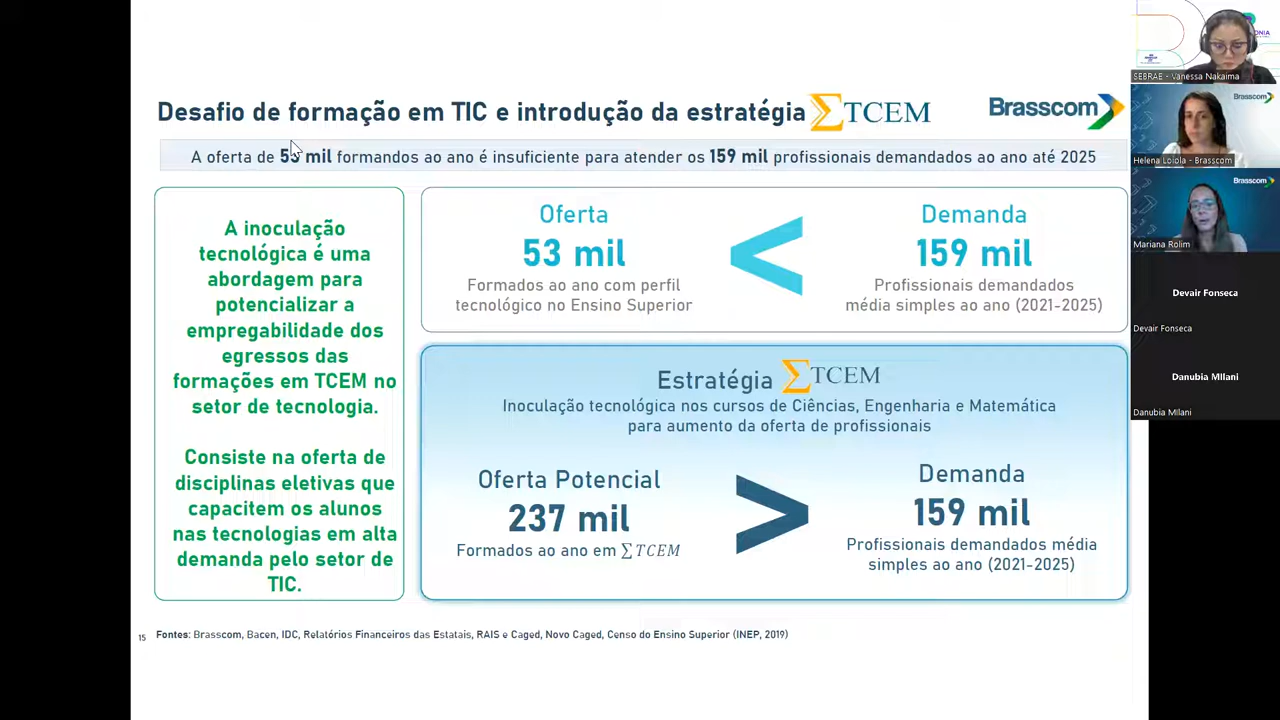 Desafio de formação em TIC e introdução da estratégia ∑TCEM
Brasscom
A oferta de 53 mil formandos ao ano é insuficiente para atender os 159 mil profissionais demandados ao ano até 2025
A inoculação
tecnológica é uma
abordagem para
potencializar a
empregabilidade dos
egressos das
formações em TCEM no
setor de tecnologia.
Consiste na oferta de
disciplinas eletivas que
capacitem os alunos
nas tecnologias em alta
demanda pelo setor de
TIC.
Oferta
53 mil
Formados ao ano com perfil
tecnológico no Ensino Superior
<
Demanda
159 mil
Profissionais demandados
média simples ao ano (2021-2025)
Estratégia ∑TCEM
Inoculação tecnológica nos cursos de Ciências, Engenharia e Matemática
para aumento da oferta de profissionais
Oferta Potencial
237 mil
Formados ao ano em ∑TCEM
>
Demanda
159 mil
Profissionais demandados média
simples ao ano (2021-2025)
15
Fontes: Brasscom, Bacen, IDC, Relatórios Financeiros das Estatais, RAIS e Caged, Novo Caged, Censo do Ensino Superior (INEP, 2019)
SEBRAE - Vanessa Nakaima
Brasscom
Helena Loiola - Brasscom
Brasscom
Mariana Rolim
Devair Fonseca
Devair Fonseca
Danubia MIlani
Danubia MIlani